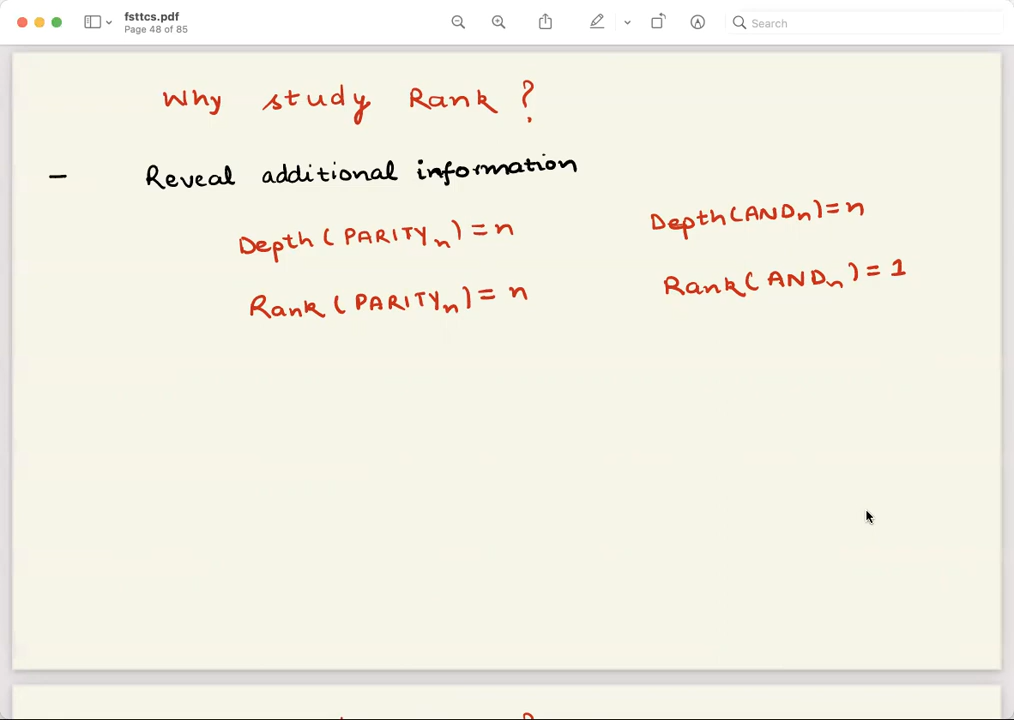 fsttcs.pdf
Page 48 of 85
Search
Why study Rank ?
— Reveal additional information
Depth ( PARITYₙ ) = n
Depth(ANDₙ) = n
Rank ( PARITYₙ ) = n
Rank( ANDₙ ) = 1